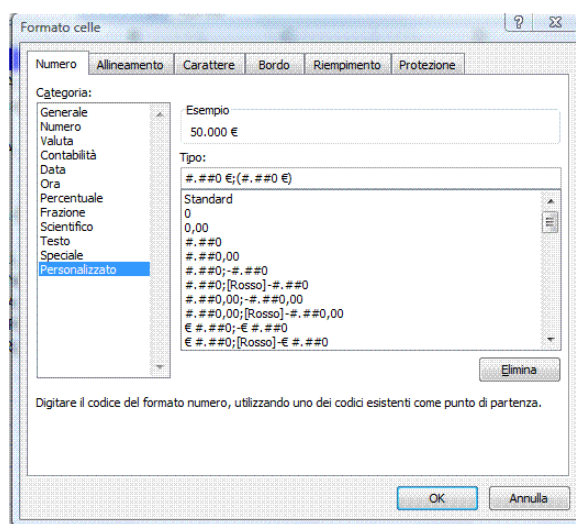 Formato celle
Numero Allineamento Carattere Bordo Riempimento Protezione
Categoria:
Generale
Numero
Valuta
Contabilità
Data
Ora
Percentuale
Frazione
Scientifico
Testo
Speciale
Personalizzato
Esempio
50.000 €
Tipo:
#.##0 €;(#.##0 €)
Standard
0
0,00
#.##0
#.##0,00
#.##0;-#.##0
#.##0;[Rosso]-#.##0
#.##0,00;-#.##0,00
#.##0,00;[Rosso]-#.##0,00
€ #.##0;-€ #.##0
€ #.##0;[Rosso]-€ #.##0
Elimina
Digitare il codice del formato numero, utilizzando uno dei codici esistenti come punto di partenza.
OK Annulla